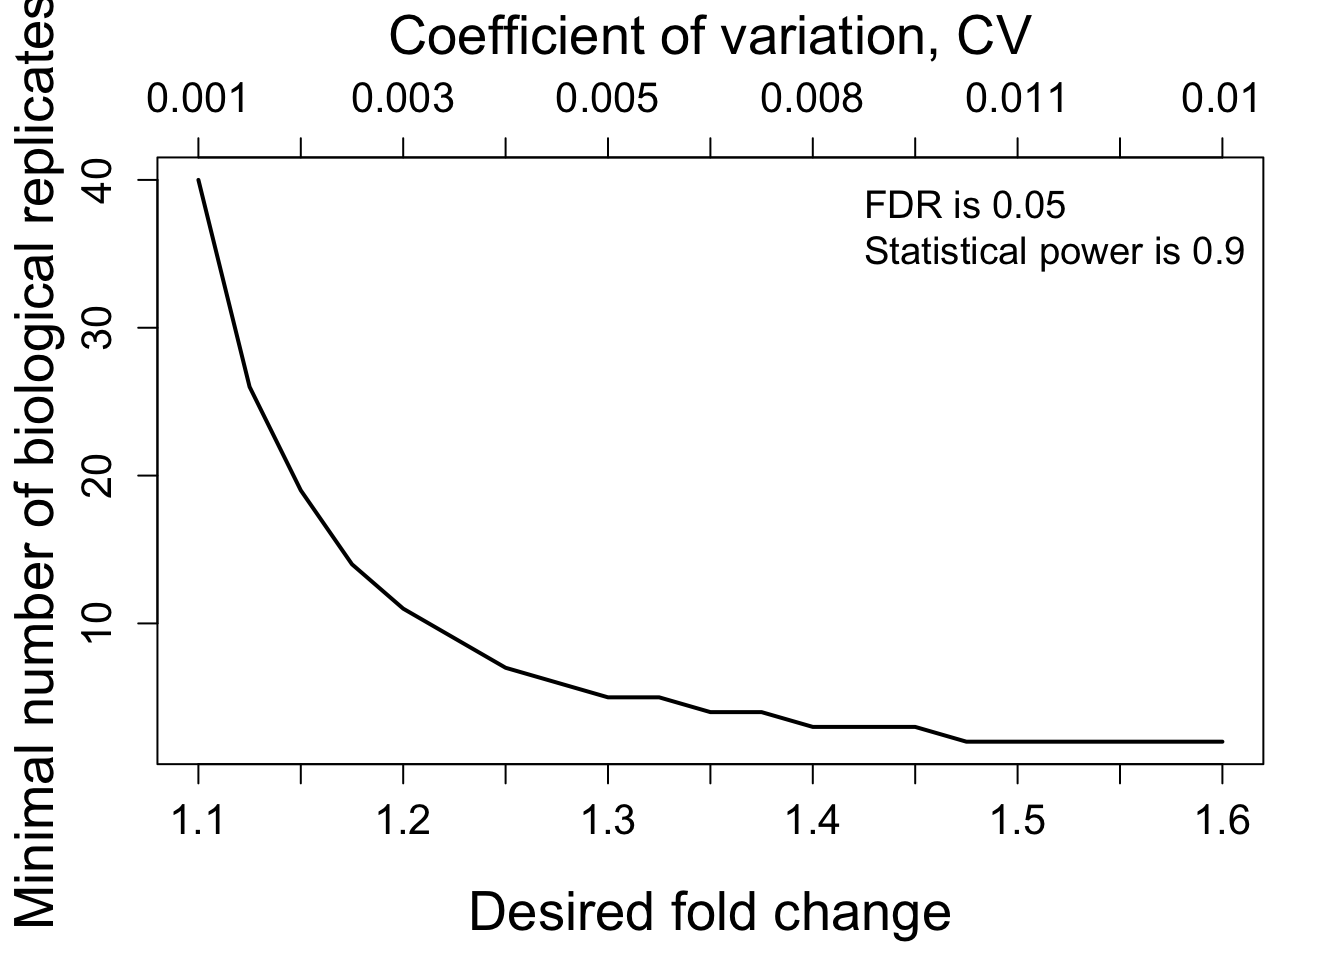 Coefficient of variation, CV
0.001 0.003 0.005 0.008 0.011 0.01
Minimal number of biological replicates
40
30
20
10
FDR is 0.05
Statistical power is 0.9
1.1 1.2 1.3 1.4 1.5 1.6
Desired fold change